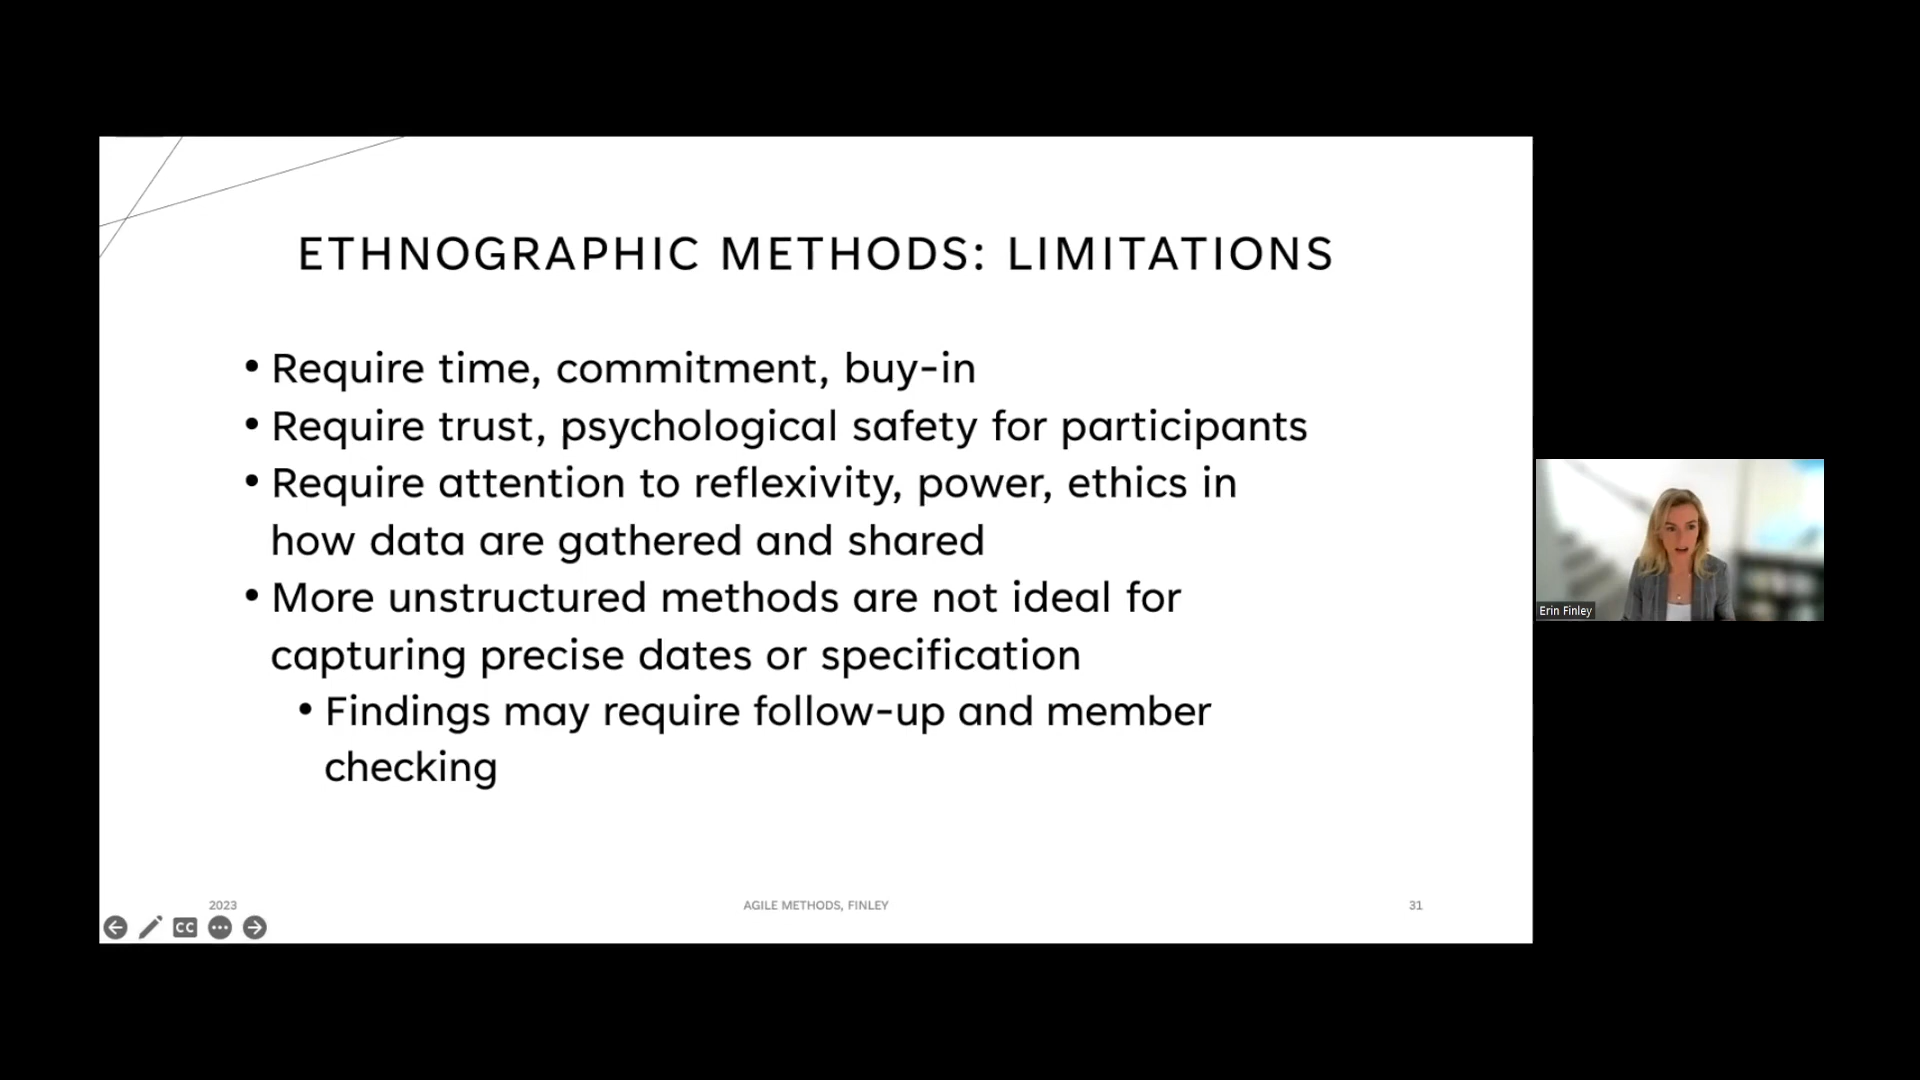 ETHNOGRAPHIC METHODS: LIMITATIONS
• Require time, commitment, buy-in
• Require trust, psychological safety for participants
• Require attention to reflexivity, power, ethics in
how data are gathered and shared
• More unstructured methods are not ideal for
capturing precise dates or specification
• Findings may require follow-up and member
checking
2023
AGILE METHODS, FINLEY
31
CC
Erin Finley